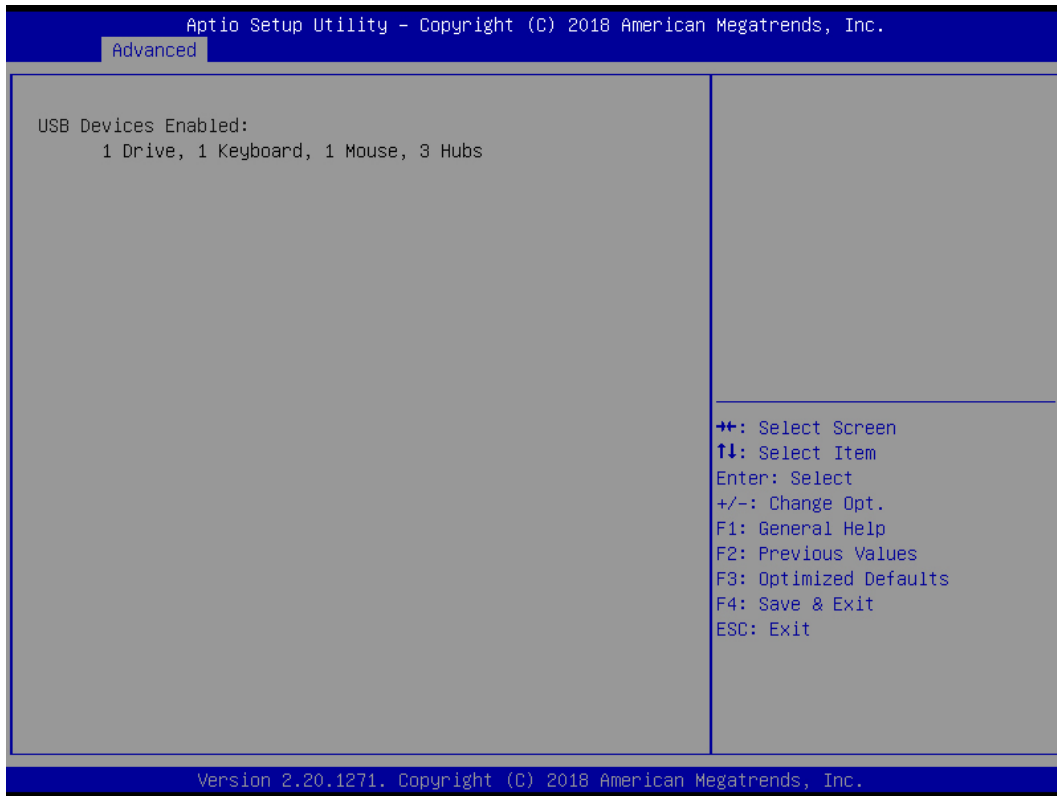 Aptio Setup Utility – Copyright (C) 2018 American Megatrends, Inc.
Advanced
USB Devices Enabled:
1 Drive, 1 Keyboard, 1 Mouse, 3 Hubs
→←: Select Screen
↑↓: Select Item
Enter: Select
+/-: Change Opt.
F1: General Help
F2: Previous Values
F3: Optimized Defaults
F4: Save & Exit
ESC: Exit
Version 2.20.1271. Copyright (C) 2018 American Megatrends, Inc.